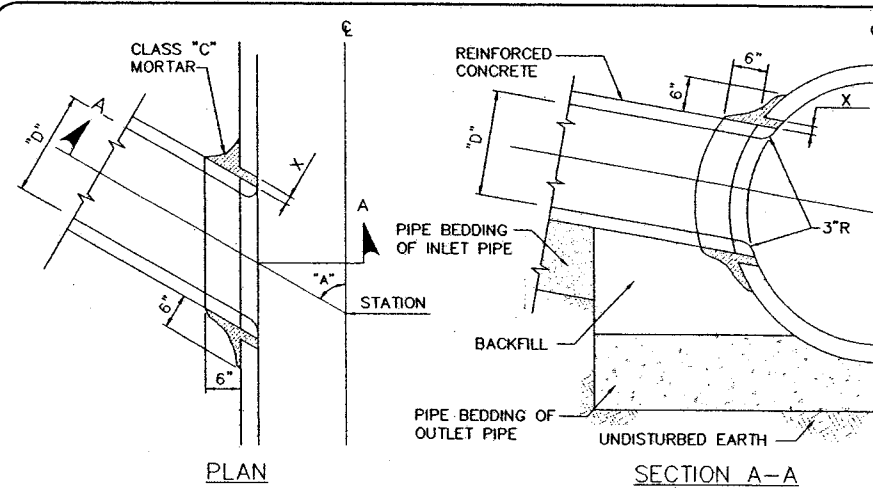 ℄
CLASS "C"
MORTAR
A
"D"
X
A
"A"
STATION
6"
6"
PLAN
REINFORCED
CONCRETE
6"
6"
X
"D"
3"R
PIPE BEDDING
OF INLET PIPE
BACKFILL
PIPE BEDDING OF
OUTLET PIPE
UNDISTURBED EARTH
SECTION A-A